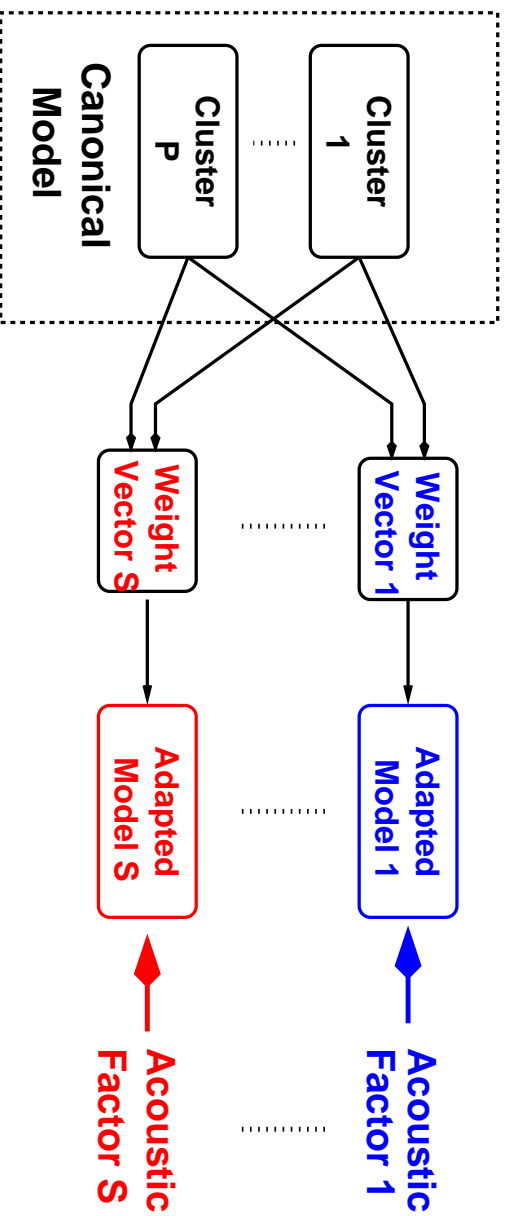 Cluster
1
Cluster
P
Canonical
Model
Weight
Vector 1
Weight
Vector S
Adapted
Model 1
Adapted
Model S
Acoustic
Factor 1
Acoustic
Factor S